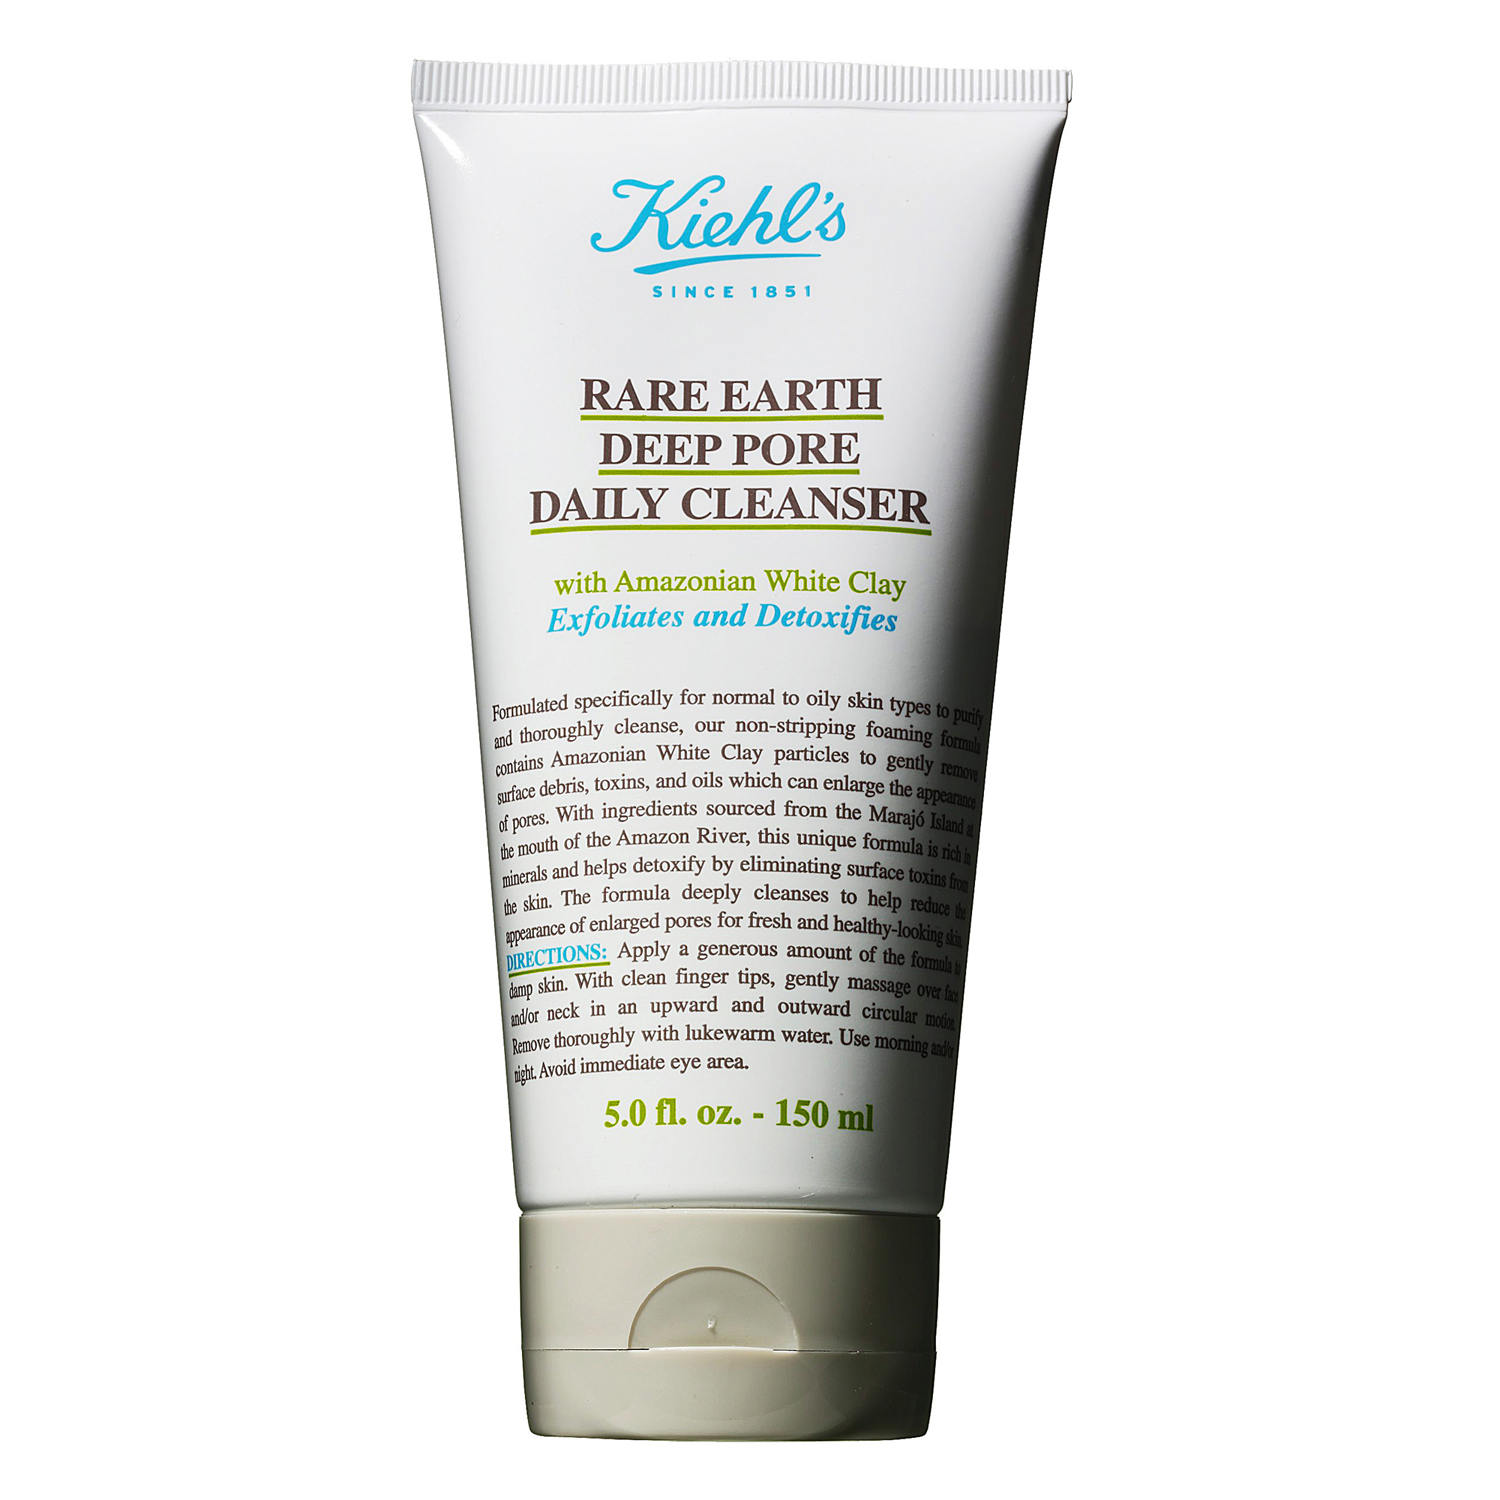 Kiehl's
SINCE 1851
RARE EARTH
DEEP PORE
DAILY CLEANSER
with Amazonian White Clay
Exfoliates and Detoxifies
Formulated specifically for normal to oily skin types to purify
and thoroughly cleanse, our non-stripping foaming formula
contains Amazonian White Clay particles to gently remove
surface debris, toxins, and oils which can enlarge the appearance
of pores. With ingredients sourced from the Marajó Island at
the mouth of the Amazon River, this unique formula is rich in
minerals and helps detoxify by eliminating surface toxins from
the skin. The formula deeply cleanses to help reduce the
appearance of enlarged pores for fresh and healthy-looking skin.
DIRECTIONS: Apply a generous amount of the formula to
damp skin. With clean finger tips, gently massage over face
and/or neck in an upward and outward circular motion.
Remove thoroughly with lukewarm water. Use morning and/or
night. Avoid immediate eye area.
5.0 fl. oz. - 150 ml